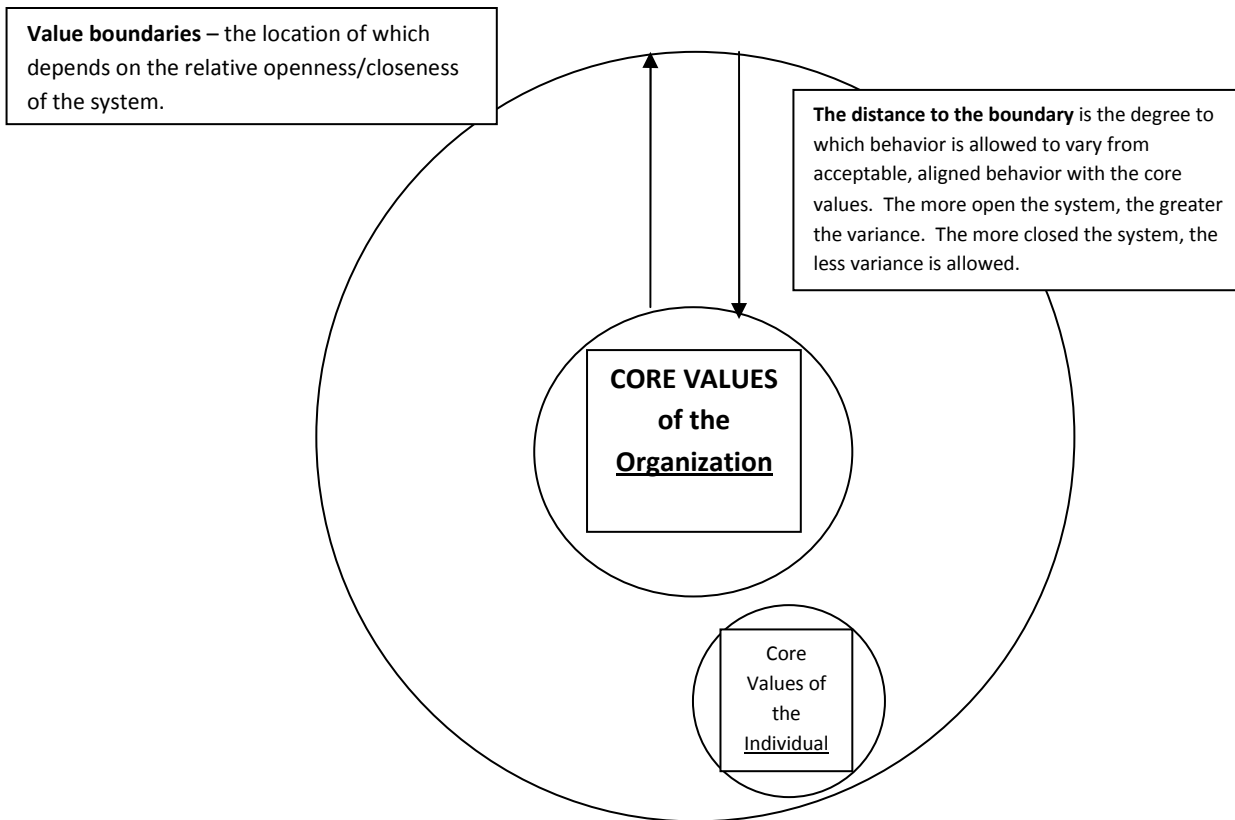 Value boundaries – the location of which
depends on the relative openness/closeness
of the system.
The distance to the boundary is the degree to
which behavior is allowed to vary from
acceptable, aligned behavior with the core
values.  The more open the system, the greater
the variance.  The more closed the system, the
less variance is allowed.
CORE VALUES
of the
Organization
Core
Values of
the
Individual